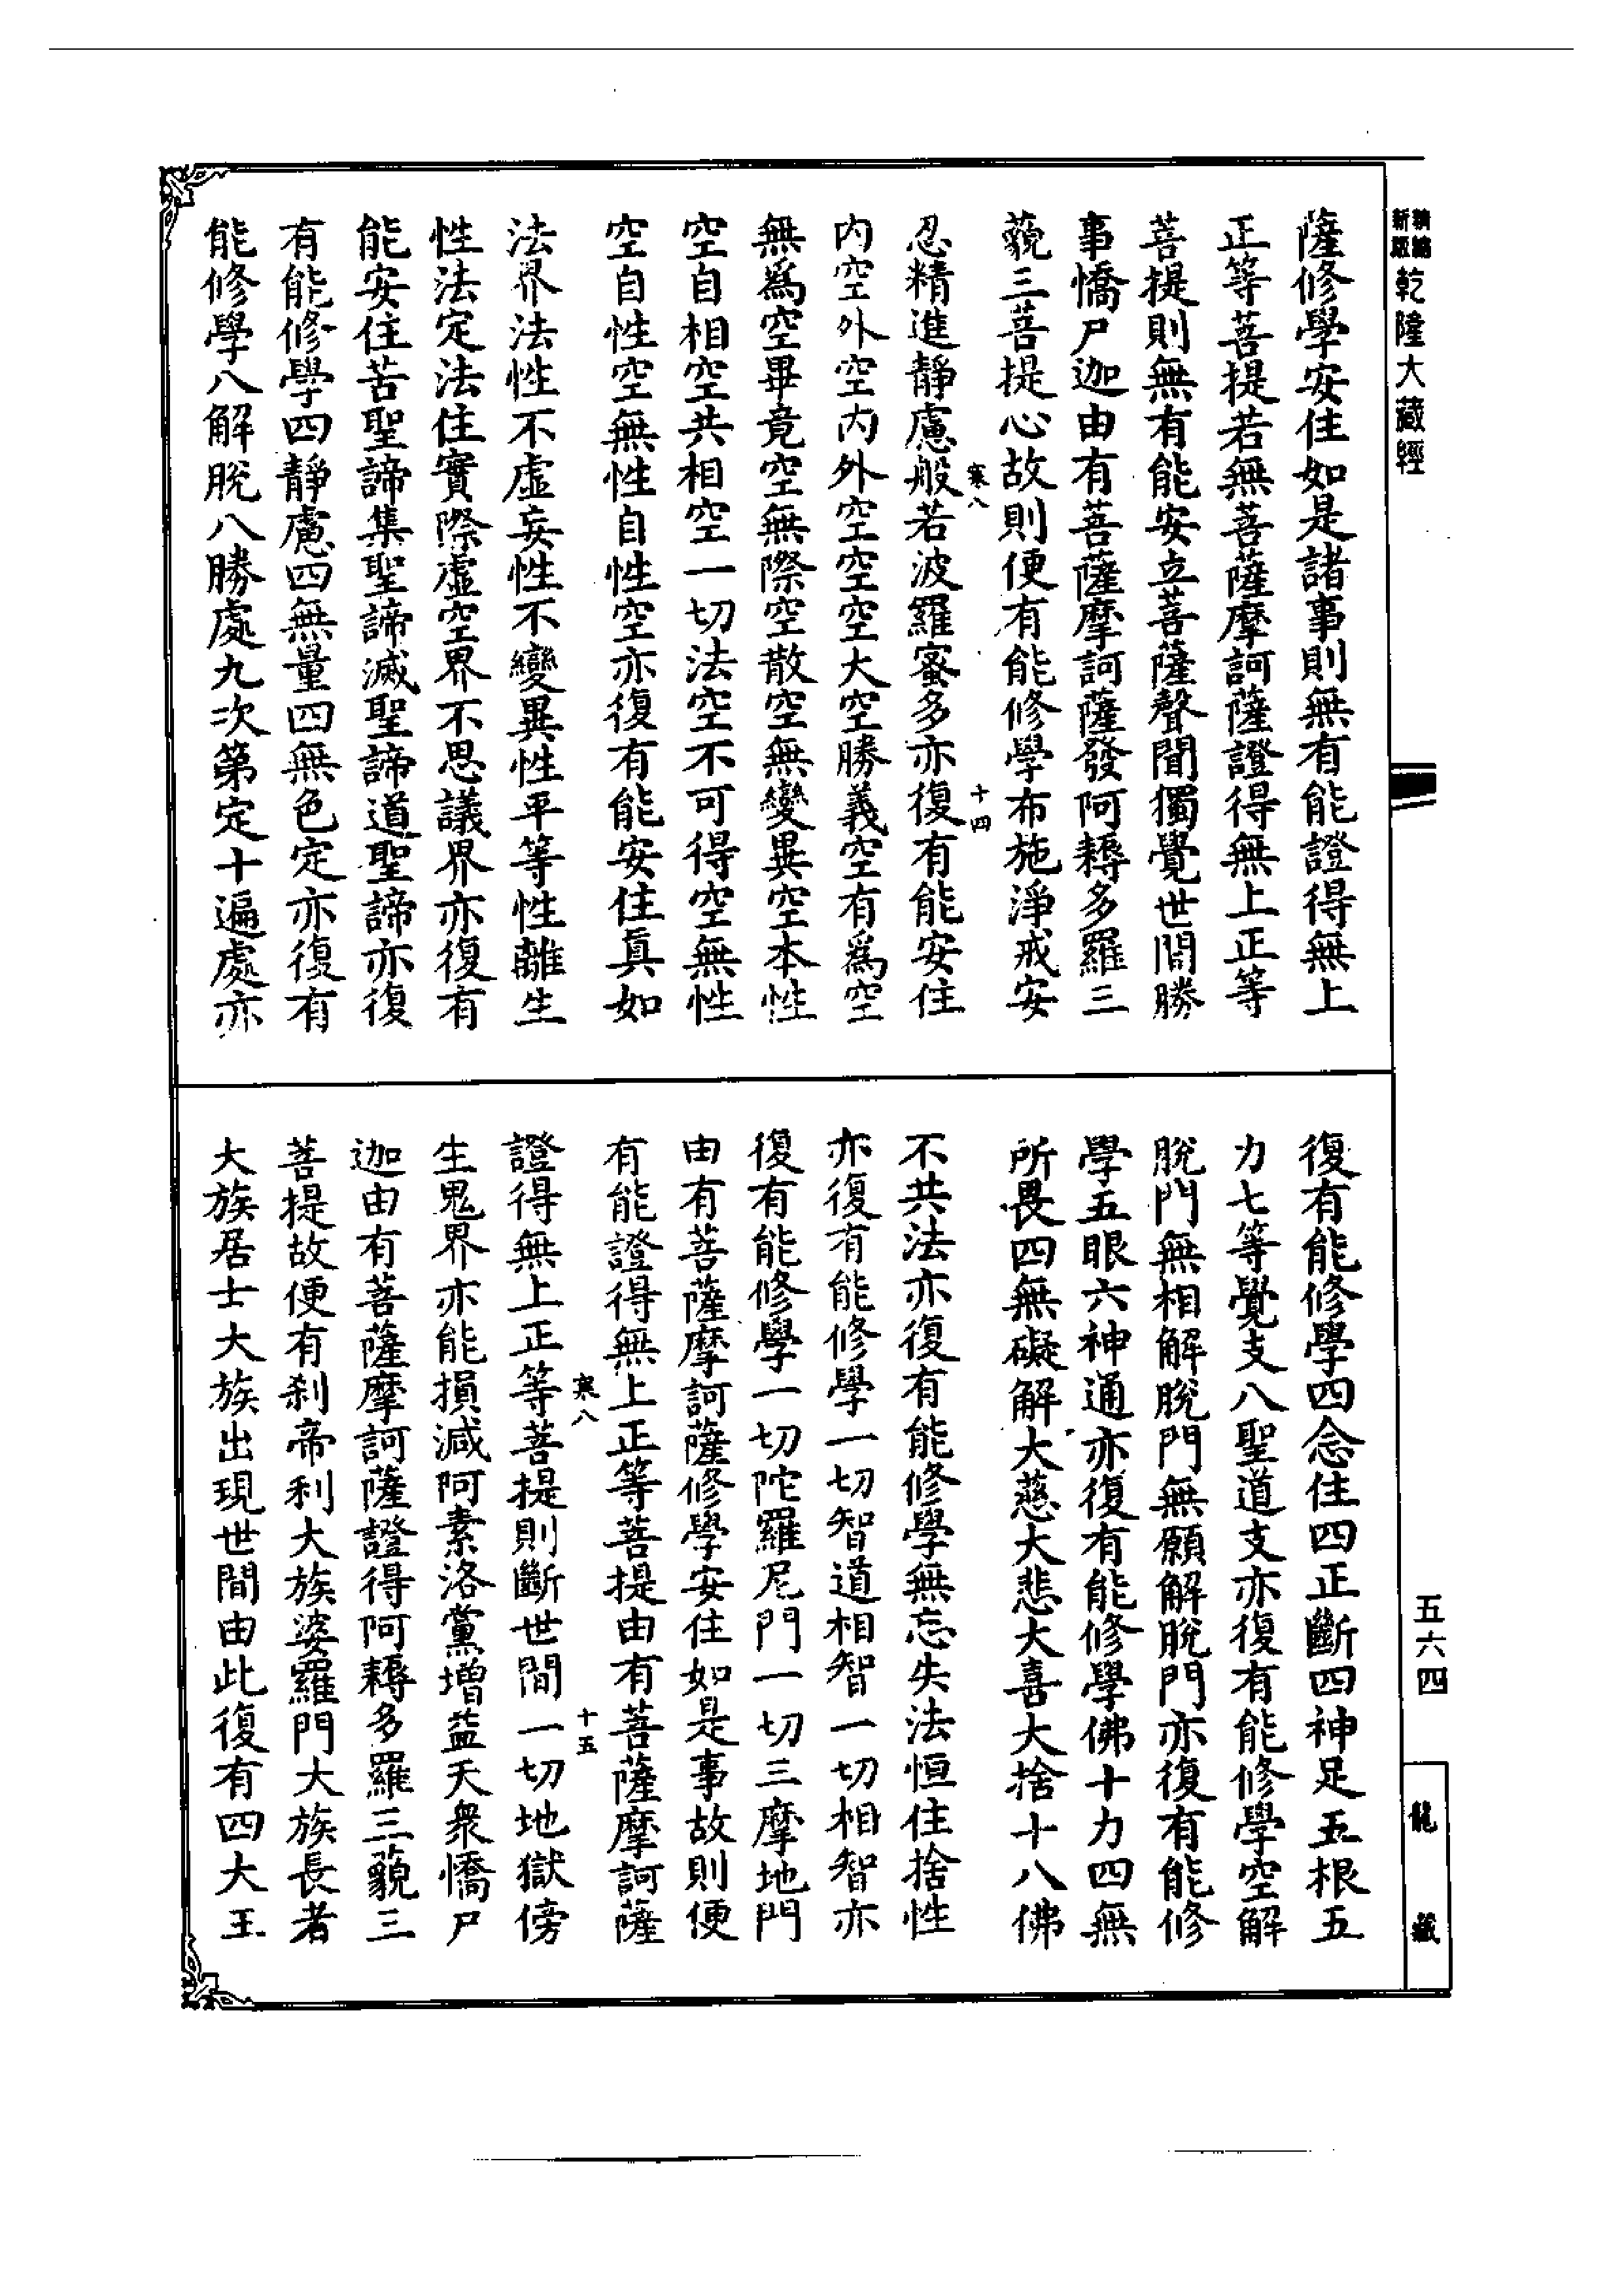 精編
新版
乾隆大藏經
薩修學安住如是諸事則無有能證得無上
正等菩提若無菩薩摩訶薩證得無上正等
菩提則無有能安立菩薩聲聞獨覺世間勝
事憍尸迦由有菩薩摩訶薩發阿耨多羅三
藐三菩提心故則便有能修學布施淨戒安
寒八
十四
忍精進靜慮般若波羅蜜多亦復有能安住
内空外空内外空空空大空勝義空有爲空
無爲空畢竟空無際空散空無變異空本性
空自相空共相空一切法空不可得空無性
空自性空無性自性空亦復有能安住真如
法界法性不虛妄性不變異性平等性離生
性法定法住實際虛空界不思議界亦復有
能安住苦聖諦集聖諦滅聖諦道聖諦亦復
有能修學四靜慮四無量四無色定亦復有
能修學八解脫八勝處九次第定十遍處亦
五六四
龍藏
復有能修學四念住四正斷四神足五根五
力七等覺支八聖道支亦復有能修學空解
脫門無相解脫門無願解脫門亦復有能修
學五眼六神通亦復有能修學佛十力四無
所畏四無礙解大慈大悲大喜大捨十八佛
不共法亦復有能修學無忘失法恒住捨性
亦復有能修學一切智道相智一切相智亦
復有能修學一切陀羅尼門一切三摩地門
由有菩薩摩訶薩修學安住如是事故則便
有能證得無上正等菩提由有菩薩摩訶薩
寒八
十五
證得無上正等菩提則斷世間一切地獄傍
生鬼界亦能損減阿素洛黨增益天衆憍尸
迦由有菩薩摩訶薩證得阿耨多羅三藐三
菩提故便有刹帝利大族婆羅門大族長者
大族居士大族出現世間由此復有四大王